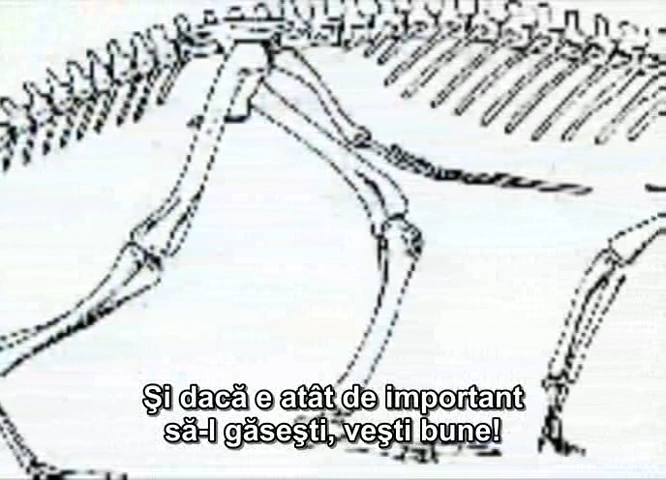 Şi dacă e atât de important
să-l găseşti, veşti bune!